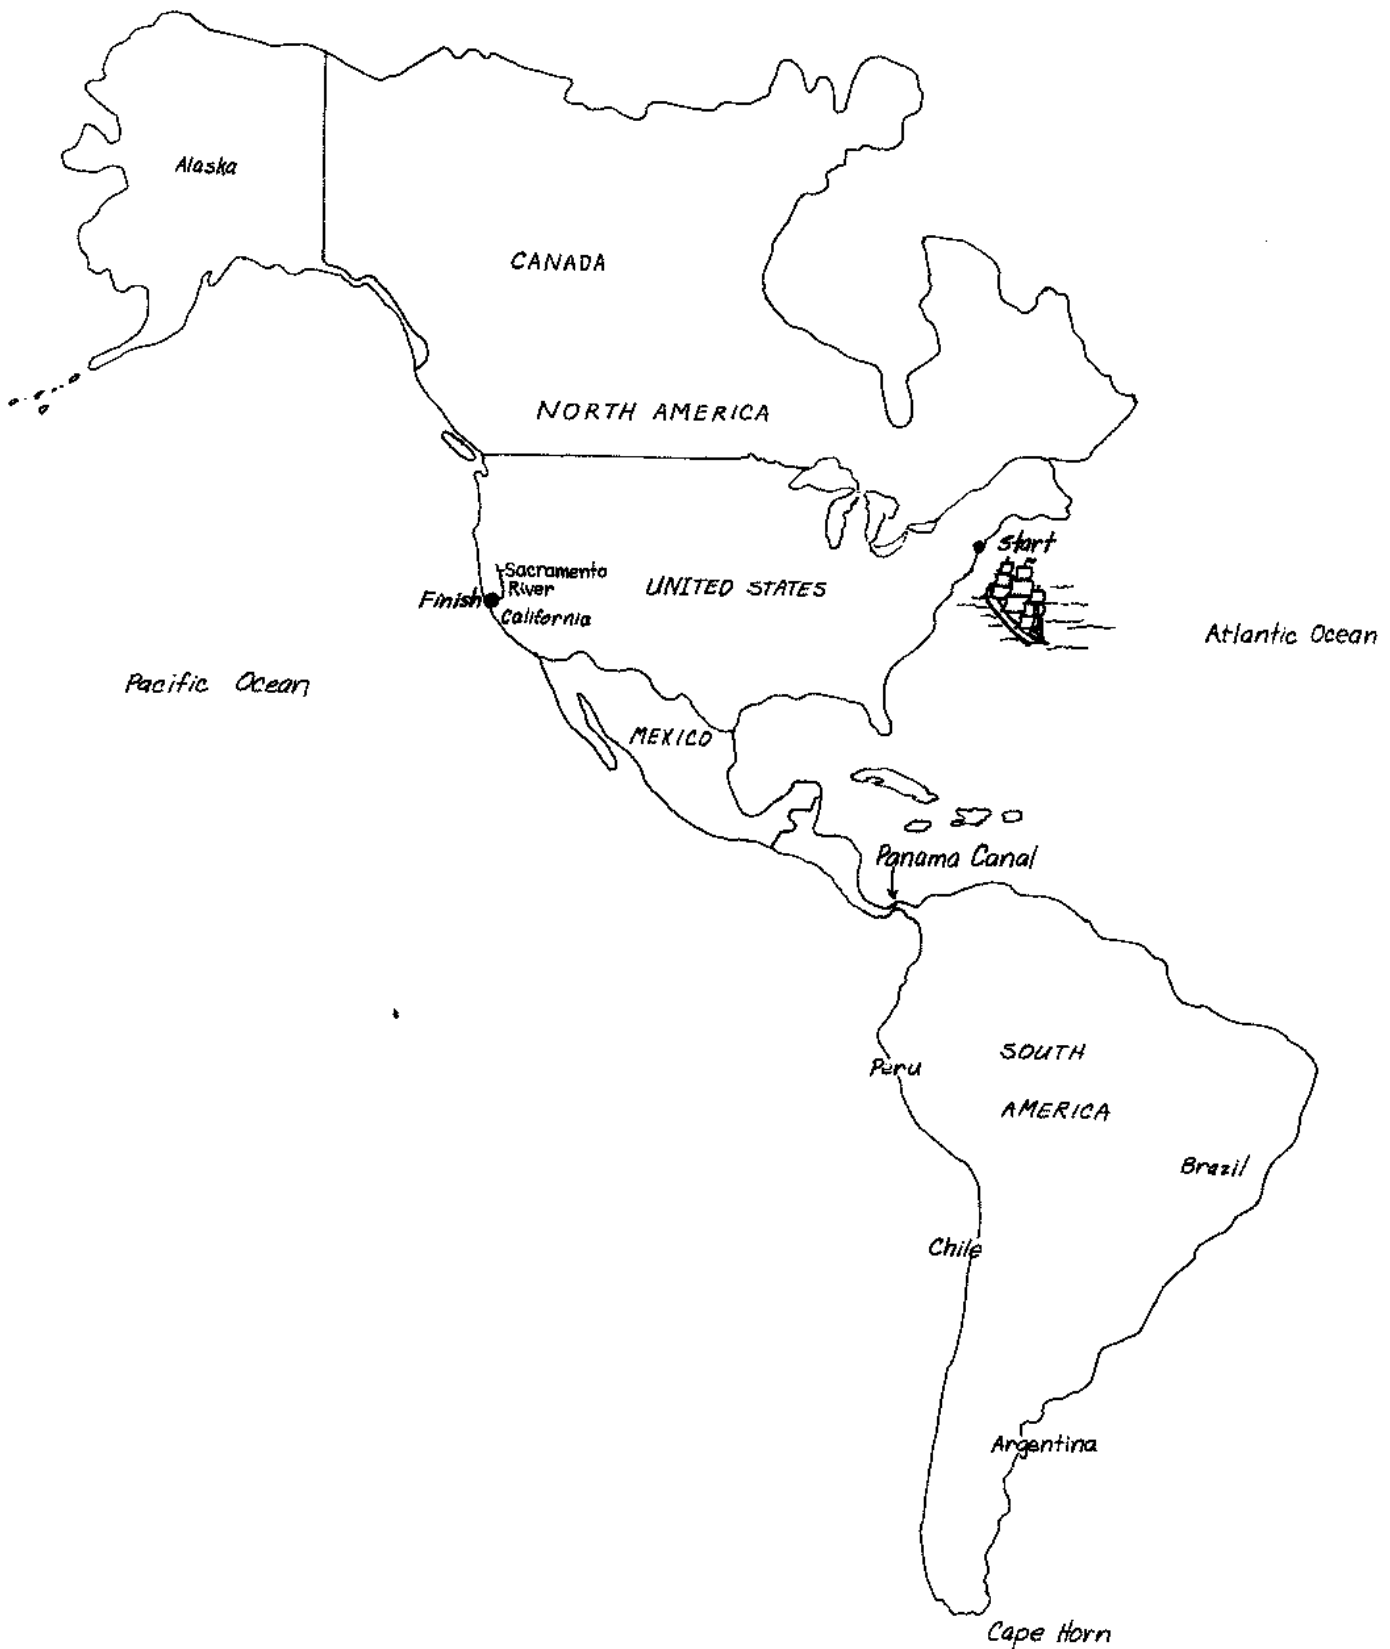 Alaska
CANADA
NORTH AMERICA
Start
Sacramento
River
Finish
California
UNITED STATES
Atlantic Ocean
Pacific Ocean
MEXICO
Panama Canal
Peru
SOUTH
AMERICA
Brazil
Chile
Argentina
Cape Horn